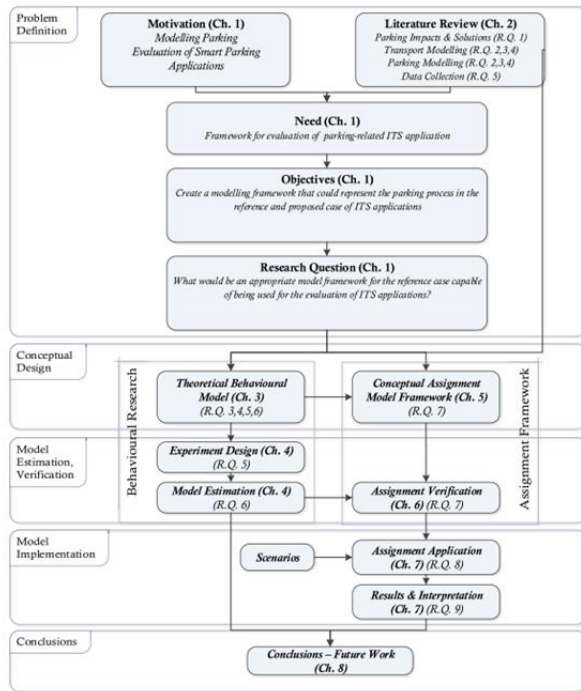 Problem
Definition
Motivation (Ch. 1)
Modelling Parking
Evaluation of Smart Parking
Applications
Literature Review (Ch. 2)
Parking Impacts & Solutions (R.Q. 1)
Transport Modelling (R.Q. 2,3,4)
Parking Modelling (R.Q. 2,3,4)
Data Collection (R.Q. 5)
Need (Ch. 1)
Framework for evaluation of parking-related ITS application
Objectives (Ch. 1)
Create a modelling framework that could represent the parking process in the
reference and proposed case of ITS applications
Research Question (Ch. 1)
What would be an appropriate model framework for the reference case capable
of being used for the evaluation of ITS applications?
Conceptual
Design
Behavioural Research
Theoretical Behavioural
Model (Ch. 3)
(R.Q. 3,4,5,6)
Conceptual Assignment
Model Framework (Ch. 5)
(R.Q. 7)
Assignment Framework
Model
Estimation,
Verification
Experiment Design (Ch. 4)
(R.Q. 5)
Model Estimation (Ch. 4)
(R.Q. 6)
Assignment Verification
(Ch. 6) (R.Q. 7)
Model
Implementation
Scenarios
Assignment Application
(Ch. 7) (R.Q. 8)
Results & Interpretation
(Ch. 7) (R.Q. 9)
Conclusions
Conclusions – Future Work
(Ch. 8)